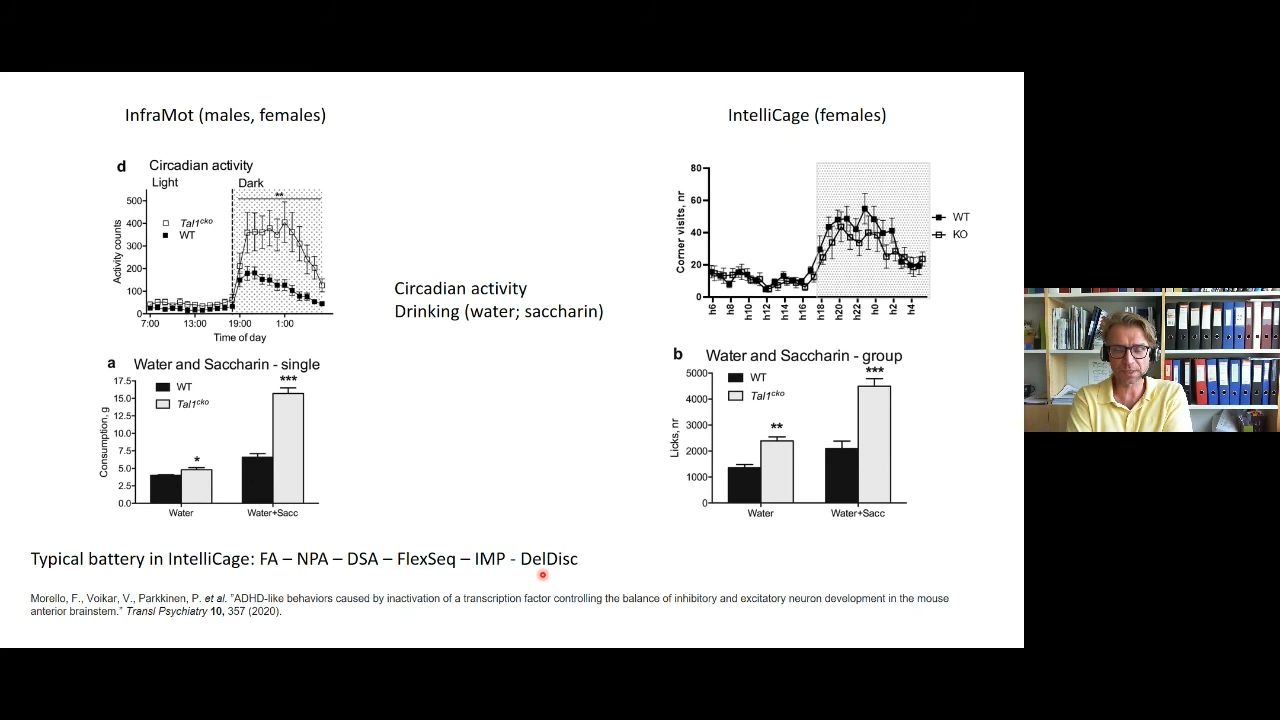 InfraMot (males, females)
IntelliCage (females)
d Circadian activity
Light Dark
**
500
400
300
200
100
0
Activity counts
Tal1cko
WT
7:00 13:00 19:00 1:00
Time of day
80
60
40
20
0
Corner visits, nr
WT
KO
h6 h8 h10 h12 h14 h16 h18 h20 h22 h0 h2 h4
Circadian activity
Drinking (water; saccharin)
a Water and Saccharin - single
17.5
15.0
12.5
10.0
7.5
5.0
2.5
0.0
Consumption, g
WT
Tal1cko
*
***
Water Water+Sacc
b Water and Saccharin - group
5000
4000
3000
2000
1000
0
Licks, nr
WT
Tal1cko
**
***
Water Water+Sacc
Typical battery in IntelliCage: FA – NPA – DSA – FlexSeq – IMP - DelDisc
Morello, F., Voikar, V., Parkkinen, P. et al. "ADHD-like behaviors caused by inactivation of a transcription factor controlling the balance of inhibitory and excitatory neuron development in the mouse
anterior brainstem." Transl Psychiatry 10, 357 (2020).